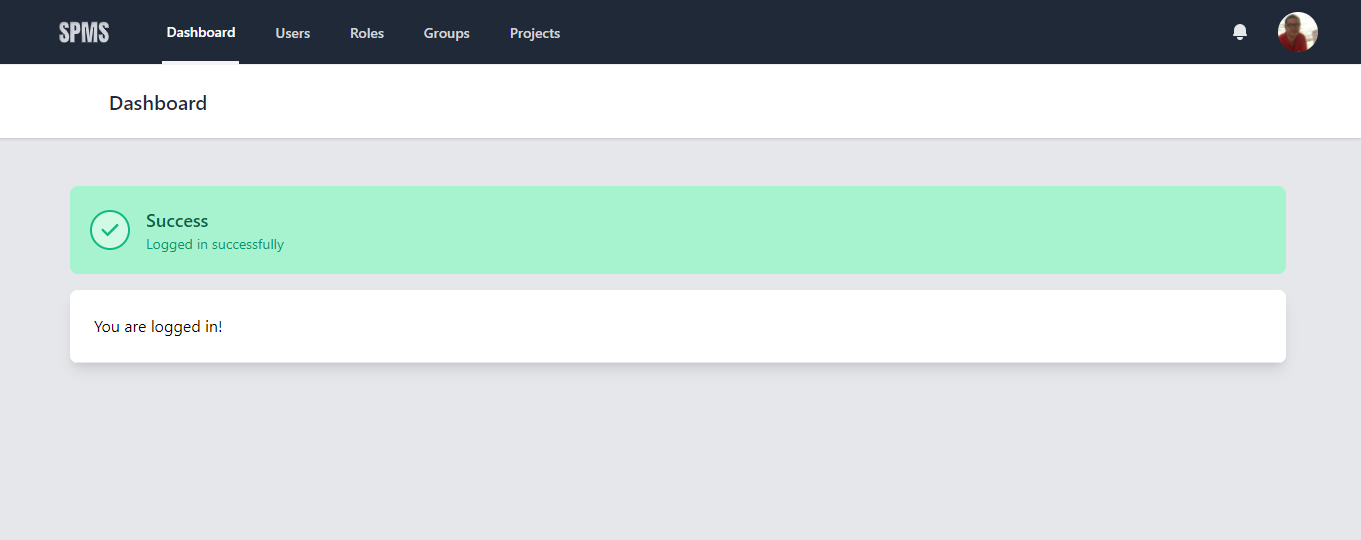 SPMS Dashboard Users Roles Groups Projects
Dashboard
Success
Logged in successfully
You are logged in!